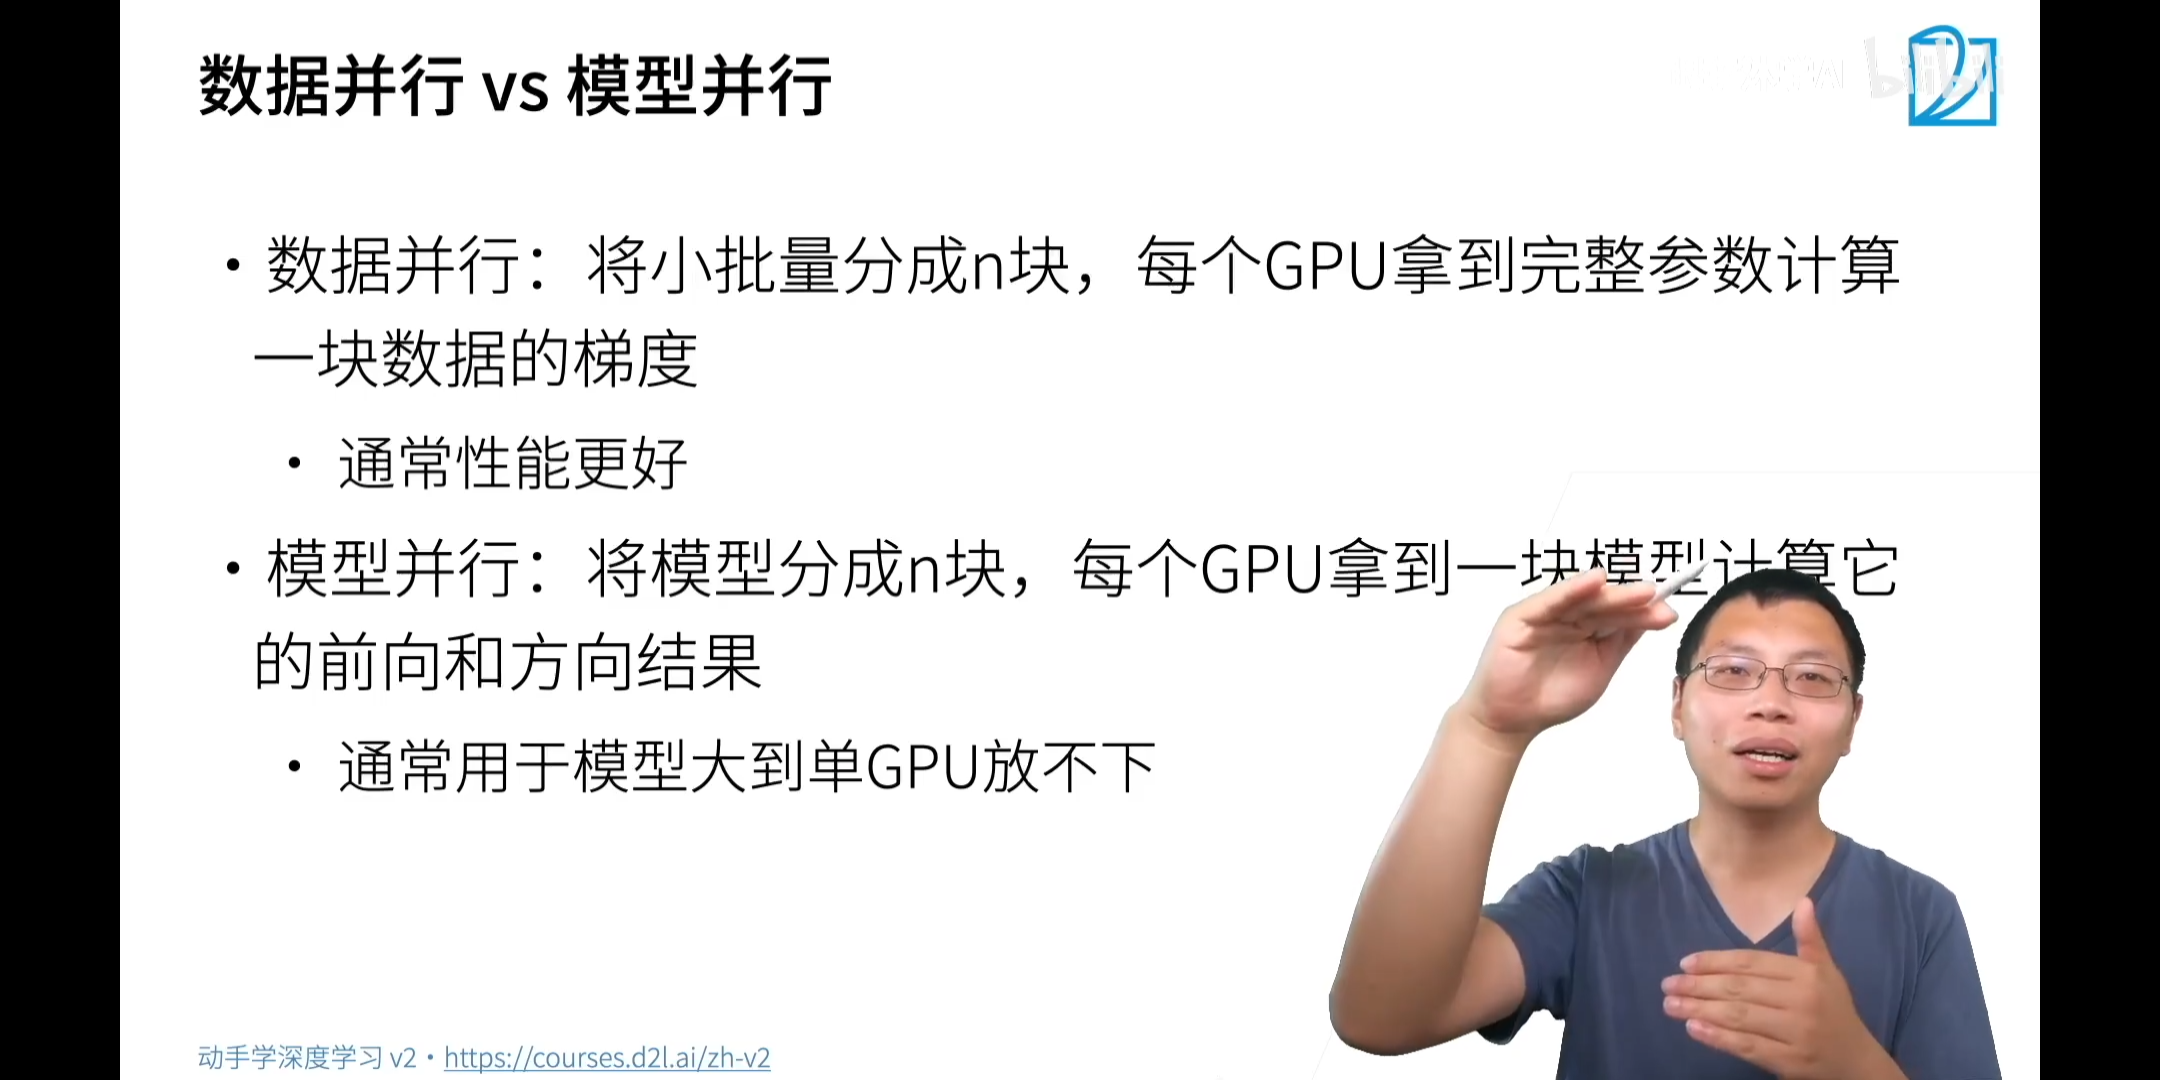 数据并行 vs 模型并行
bilibili
• 数据并行：将小批量分成n块，每个GPU拿到完整参数计算
一块数据的梯度
• 通常性能更好
• 模型并行：将模型分成n块，每个GPU拿到一块模型计算它
的前向和方向结果
• 通常用于模型大到单GPU放不下
动手学深度学习 v2 • https://courses.d2l.ai/zh-v2